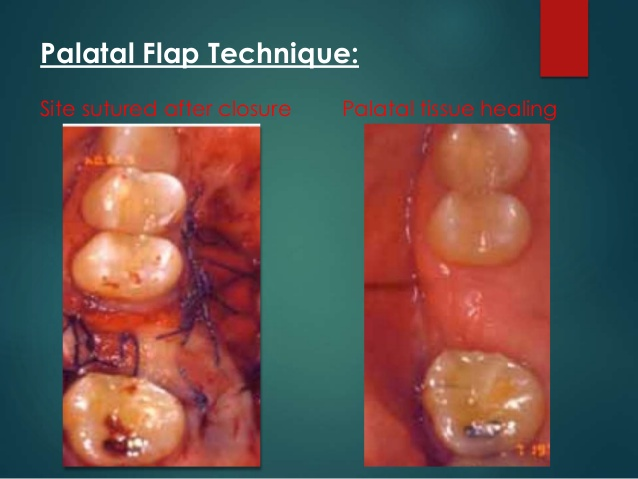 Palatal Flap Technique:
Site sutured after closure
Palatal tissue healing